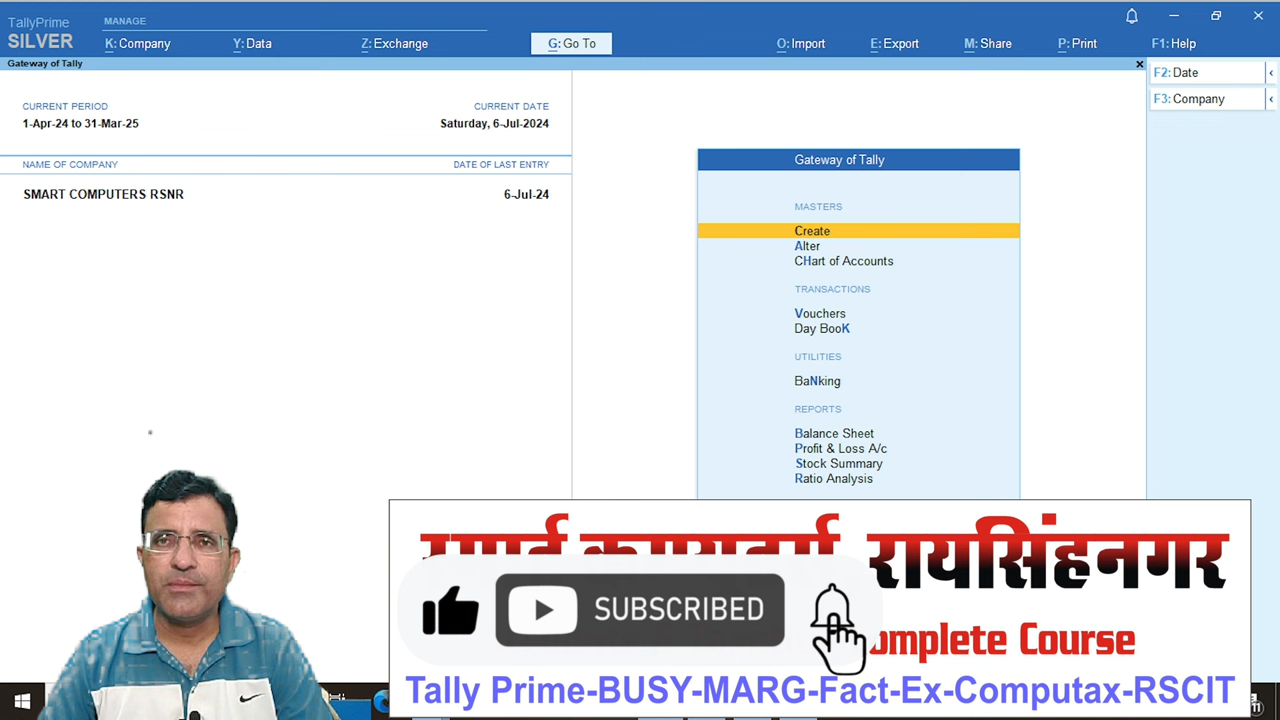 TallyPrime
SILVER
MANAGE
K: Company
Y: Data
Z: Exchange
G: Go To
O: Import
E: Export
M: Share
P: Print
F1: Help
Gateway of Tally
F2: Date
F3: Company
CURRENT PERIOD
CURRENT DATE
1-Apr-24 to 31-Mar-25
Saturday, 6-Jul-2024
NAME OF COMPANY
DATE OF LAST ENTRY
SMART COMPUTERS RSNR
6-Jul-24
Gateway of Tally
MASTERS
Create
Alter
CHart of Accounts
TRANSACTIONS
Vouchers
Day BooK
UTILITIES
BaNking
REPORTS
Balance Sheet
Profit & Loss A/c
Stock Summary
Ratio Analysis
रायसिंहनगर
SUBSCRIBED
omplete Course
Tally Prime-BUSY-MARG-Fact-Ex-Computax-RSCIT